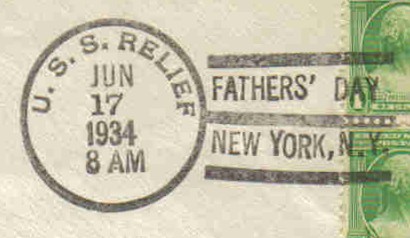 U. S. S. RELIEF
JUN
17
1934
8 AM
FATHERS' DAY
NEW YORK, N.Y.